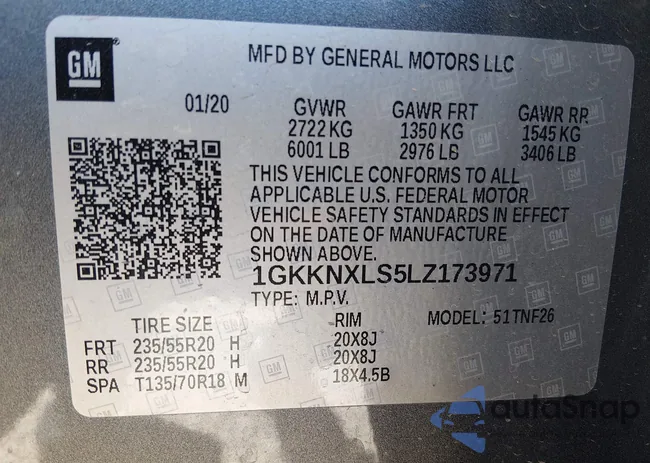 GM
MFD BY GENERAL MOTORS LLC
01/20 GVWR GAWR FRT GAWR RR
2722 KG 1350 KG 1545 KG
6001 LB 2976 LB 3406 LB
THIS VEHICLE CONFORMS TO ALL
APPLICABLE U.S. FEDERAL MOTOR
VEHICLE SAFETY STANDARDS IN EFFECT
ON THE DATE OF MANUFACTURE
SHOWN ABOVE.
1GKKNXLS5LZ173971
TYPE: M.P.V. MODEL: 51TNF26
TIRE SIZE RIM
FRT 235/55R20 H 20X8J
RR 235/55R20 H 20X8J
SPA T135/70R18 M 18X4.5B
autoSnap